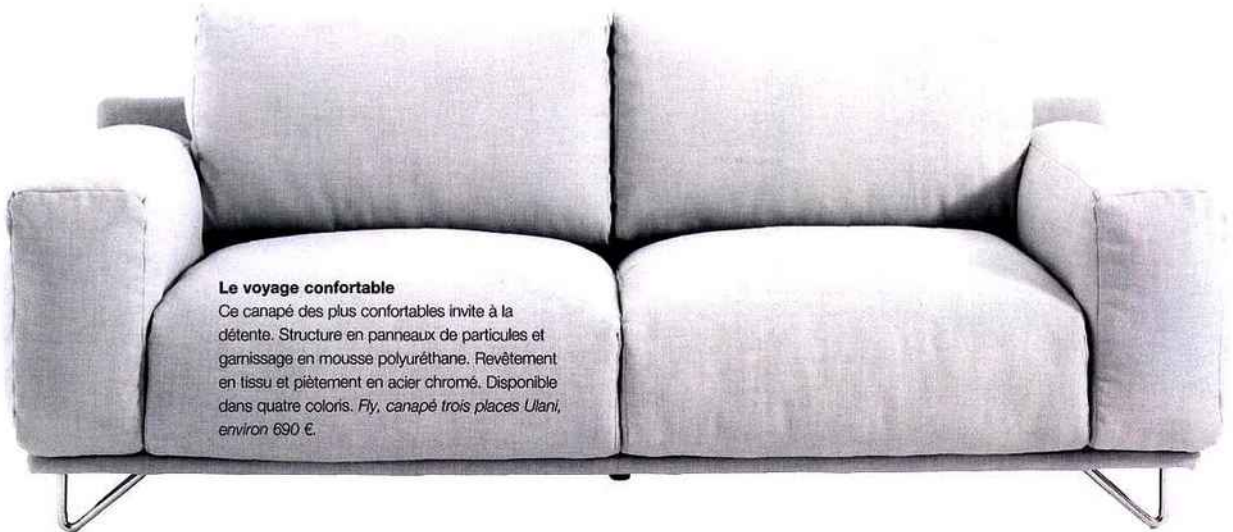 Le voyage confortable
Ce canapé des plus confortables invite à la
détente. Structure en panneaux de particules et
garnissage en mousse polyuréthane. Revêtement
en tissu et piètement en acier chromé. Disponible
dans quatre coloris. Fly, canapé trois places Ulani,
environ 690 €.